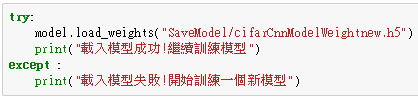 try:
    model.load_weights("SaveModel/cifarCnnModelWeightnew.h5")
    print("載入模型成功!繼續訓練模型")
except :
    print("載入模型失敗!開始訓練一個新模型")